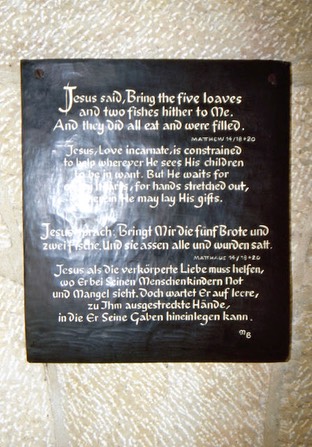 Jesus said, Bring the five loaves
and two fishes hither to Me.
And they did all eat and were filled.
MATTHEW 14/18+20
Jesus, Love incarnate, is constrained
to help wherever He sees His children
to be in want. But He waits for
hearts, for hands stretched out,
He may lay His gifts.
Jesus sprach: Bringt Mir die fünf Brote und
zwei Fische. Und sie assen alle und wurden satt.
MATTHÄUS 14/18+20
Jesus als die verkörperte Liebe muss helfen,
wo Er bei Seinen Menschenkindern Not
und Mangel sieht. Doch wartet Er auf leere,
zu Ihm ausgestreckte Hände,
in die Er Seine Gaben hineinlegen kann.
MB